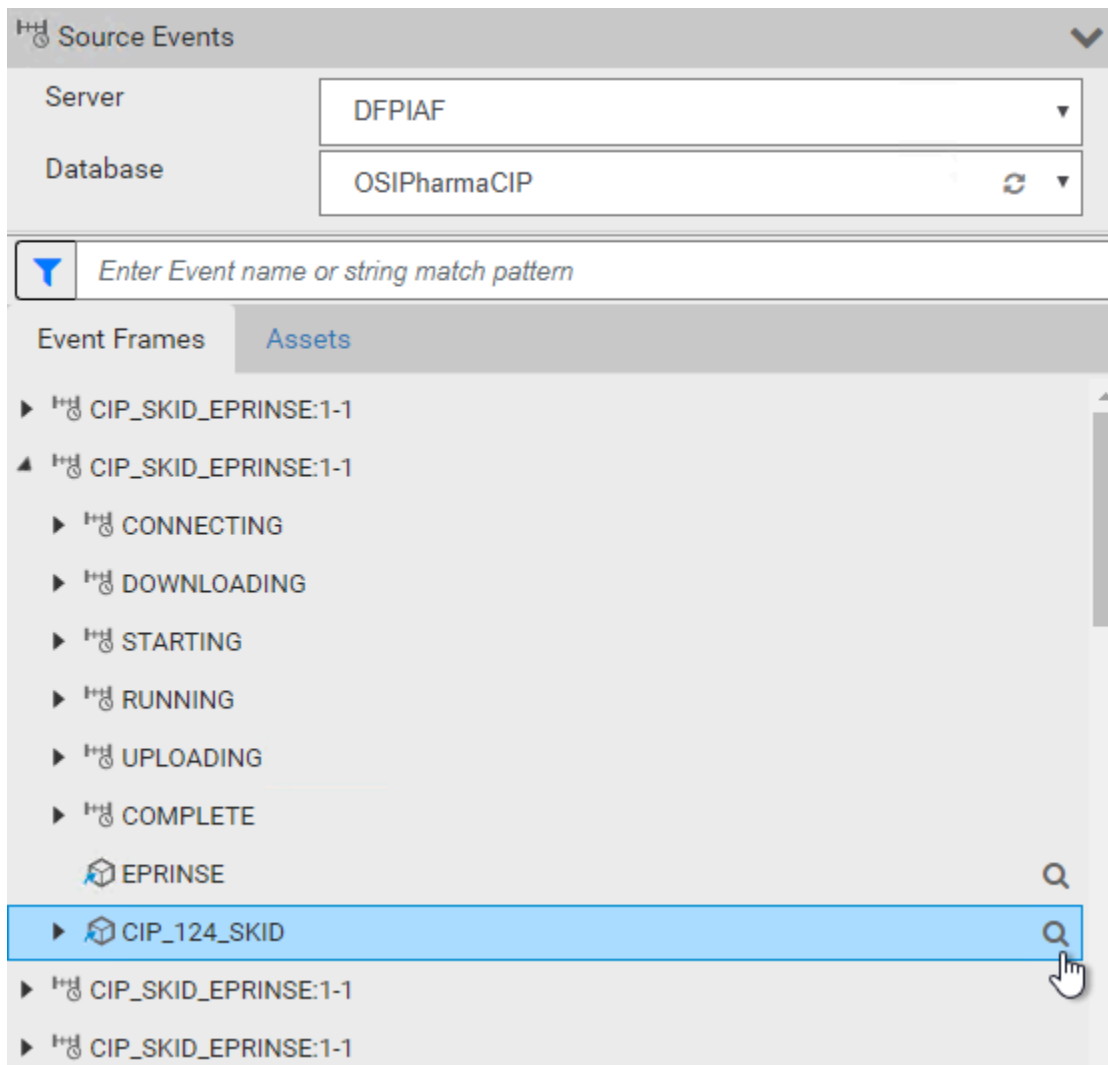 Source Events
Server
DFPIAF
Database
OSIPharmaCIP
Enter Event name or string match pattern
Event Frames Assets
CIP_SKID_EPRINSE:1-1
CIP_SKID_EPRINSE:1-1
CONNECTING
DOWNLOADING
STARTING
RUNNING
UPLOADING
COMPLETE
EPRINSE
CIP_124_SKID
CIP_SKID_EPRINSE:1-1
CIP_SKID_EPRINSE:1-1